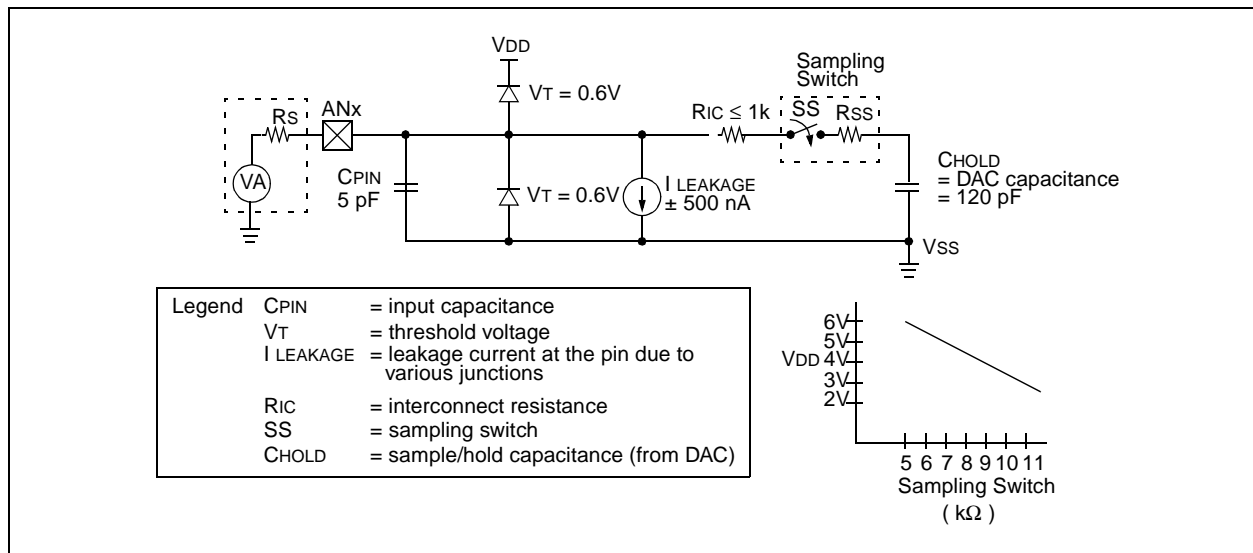 VDD
Sampling
Switch
VT = 0.6V
ANx
RS
RIC ≤ 1k
SS
RSS
VA
CPIN
5 pF
VT = 0.6V
I LEAKAGE
± 500 nA
CHOLD
= DAC capacitance
= 120 pF
VSS
Legend CPIN = input capacitance
VT = threshold voltage
I LEAKAGE = leakage current at the pin due to
various junctions
RIC = interconnect resistance
SS = sampling switch
CHOLD = sample/hold capacitance (from DAC)
6V
5V
VDD 4V
3V
2V
5 6 7 8 9 10 11
Sampling Switch
( kΩ )